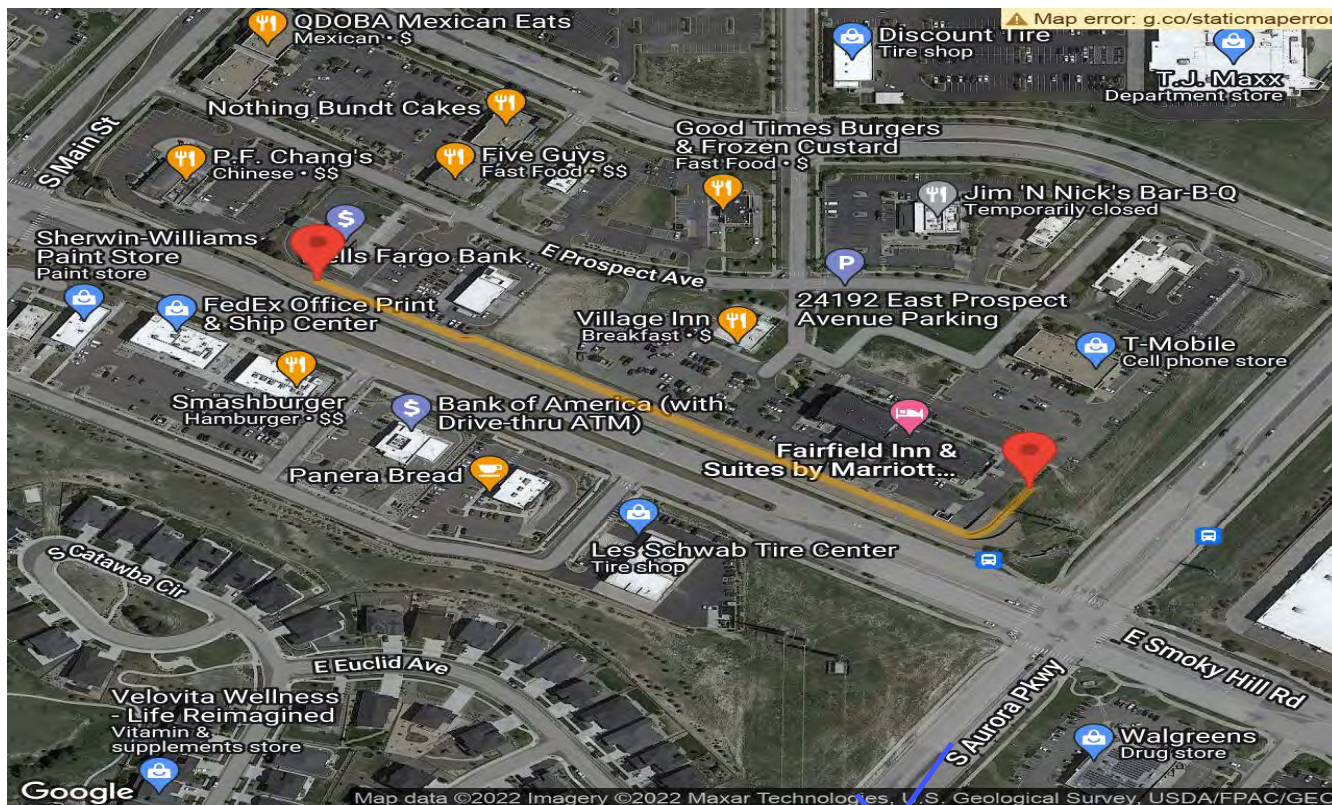 Map error: g.co/staticmaperror
QDOBA Mexican Eats
Mexican • $
Discount Tire
Tire shop
T.J. Maxx
Department store
Nothing Bundt Cakes
S Main St
P.F. Chang's
Chinese • $$
Five Guys
Fast Food • $$
Good Times Burgers
& Frozen Custard
Fast Food • $
Jim 'N Nick's Bar-B-Q
Temporarily closed
Sherwin-Williams
Paint Store
Paint store
ells Fargo Bank
E Prospect Ave
P
24192 East Prospect
Avenue Parking
FedEx Office Print
& Ship Center
Village Inn
Breakfast • $
T-Mobile
Cell phone store
Smashburger
Hamburger • $$
Bank of America (with
Drive-thru ATM)
Fairfield Inn &
Suites by Marriott...
Panera Bread
Les Schwab Tire Center
Tire shop
S Catawba Cir
E Euclid Ave
E Smoky Hill Rd
S Aurora Pkwy
Velovita Wellness
- Life Reimagined
Vitamin &
supplements store
Walgreens
Drug store
Google
Map data ©2022 Imagery ©2022 Maxar Technologies, U.S. Geological Survey, USDA/FPAC/GEO